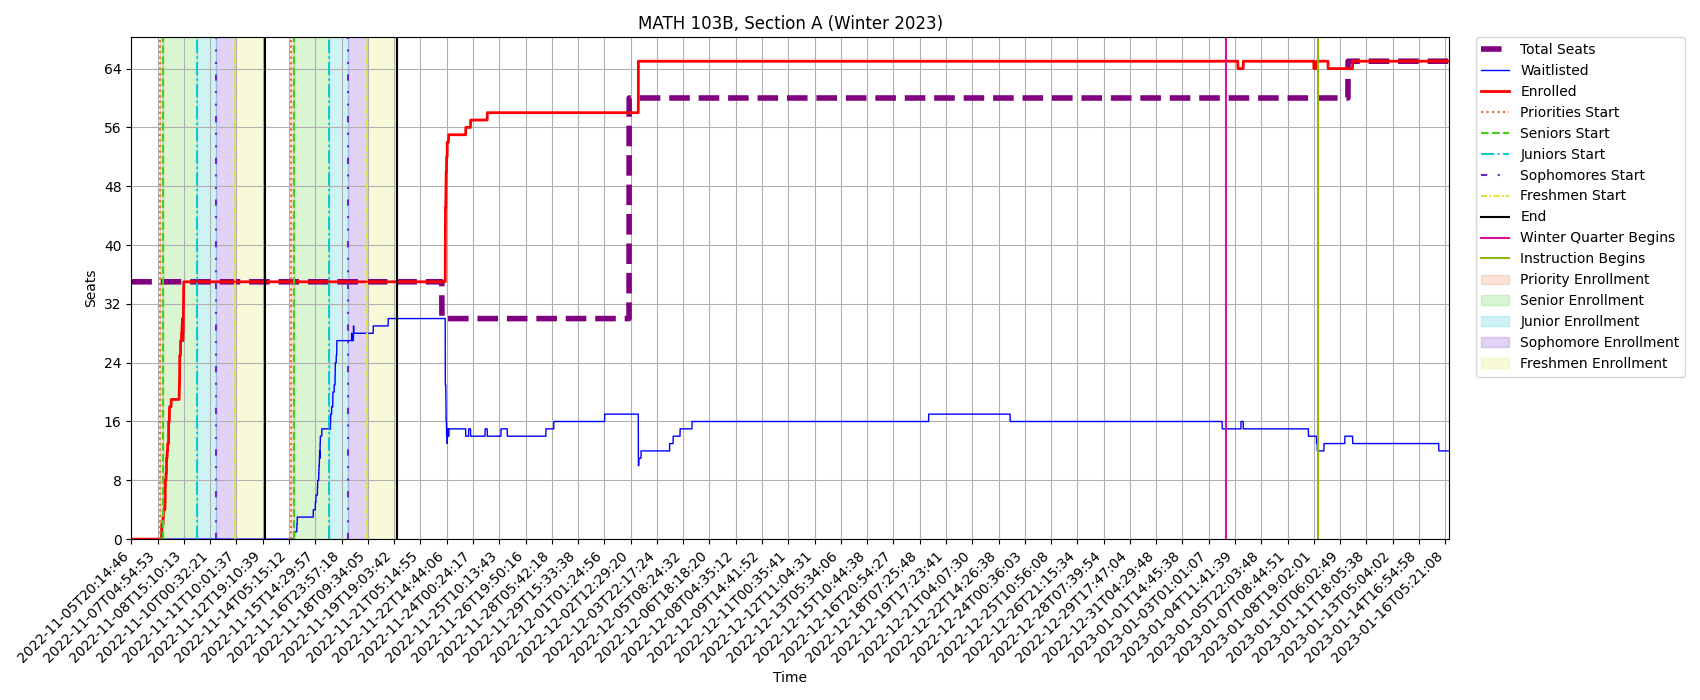 MATH 103B, Section A (Winter 2023)
Seats
64
56
48
40
32
24
16
8
0
2022-11-05T20:14:46
2022-11-07T04:54:53
2022-11-08T15:10:13
2022-11-10T00:32:21
2022-11-11T10:01:37
2022-11-12T19:10:39
2022-11-14T05:15:12
2022-11-15T14:29:57
2022-11-16T23:57:18
2022-11-18T09:34:05
2022-11-19T19:03:42
2022-11-21T05:14:55
2022-11-22T14:44:06
2022-11-24T00:24:17
2022-11-25T10:13:43
2022-11-26T19:50:16
2022-11-28T05:42:18
2022-11-29T15:33:38
2022-12-01T01:24:56
2022-12-02T12:29:20
2022-12-03T22:17:24
2022-12-05T08:24:32
2022-12-06T18:18:20
2022-12-08T04:35:12
2022-12-09T14:41:52
2022-12-11T00:35:41
2022-12-12T11:04:31
2022-12-13T05:34:06
2022-12-15T10:44:38
2022-12-16T20:54:27
2022-12-18T07:25:48
2022-12-19T17:23:41
2022-12-21T04:07:30
2022-12-22T14:26:38
2022-12-24T00:36:03
2022-12-25T10:56:08
2022-12-26T21:15:34
2022-12-28T07:39:54
2022-12-29T17:47:04
2022-12-31T04:29:48
2023-01-01T14:45:38
2023-01-03T01:01:07
2023-01-04T11:41:39
2023-01-05T22:03:48
2023-01-07T08:44:51
2023-01-08T19:02:01
2023-01-10T06:02:49
2023-01-11T18:05:38
2023-01-13T05:04:02
2023-01-14T16:54:58
2023-01-16T05:21:08
Time
Total Seats
Waitlisted
Enrolled
Priorities Start
Seniors Start
Juniors Start
Sophomores Start
Freshmen Start
End
Winter Quarter Begins
Instruction Begins
Priority Enrollment
Senior Enrollment
Junior Enrollment
Sophomore Enrollment
Freshmen Enrollment